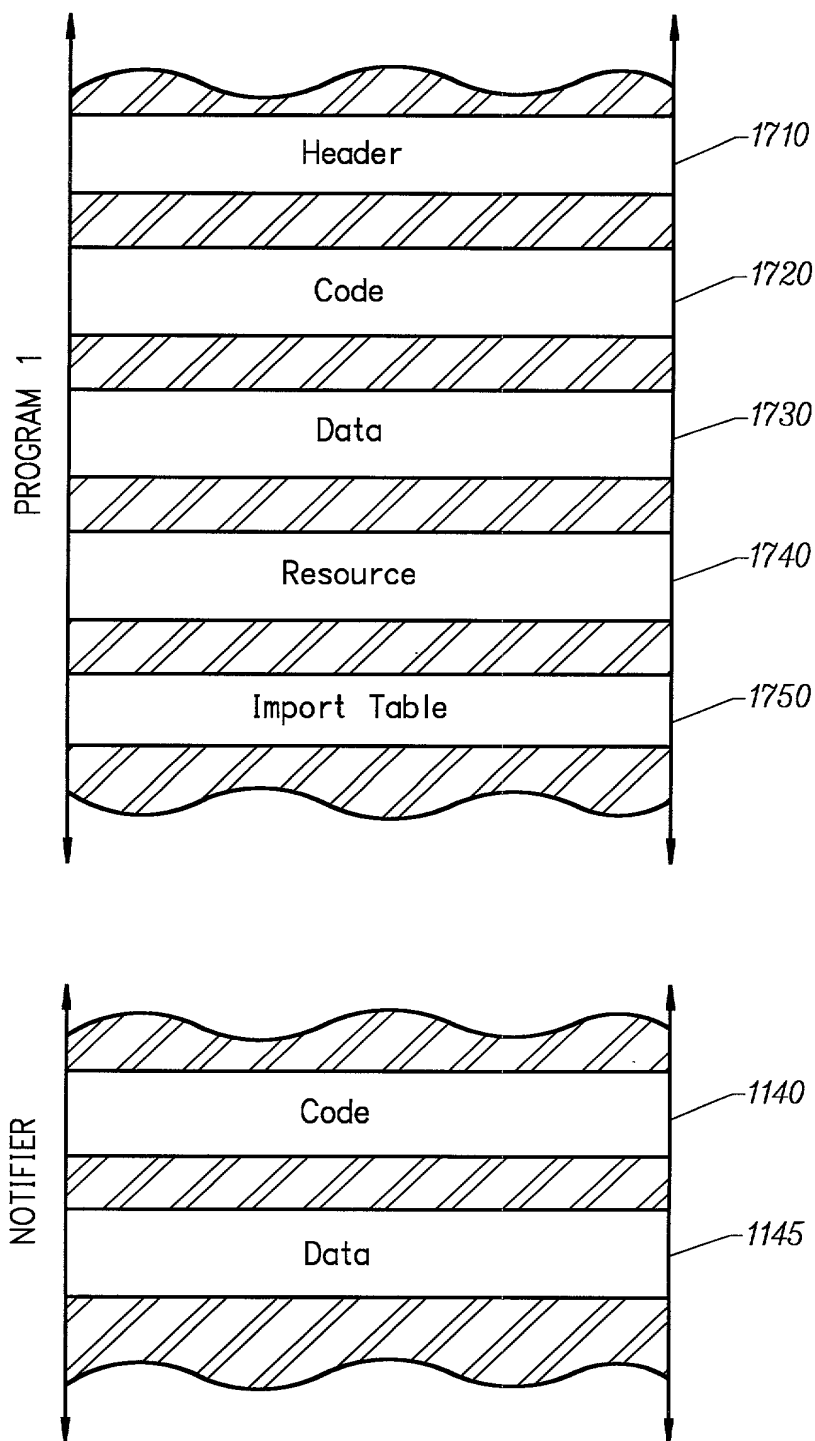 PROGRAM 1
Header 1710
Code 1720
Data 1730
Resource 1740
Import Table 1750
NOTIFIER
Code 1140
Data 1145